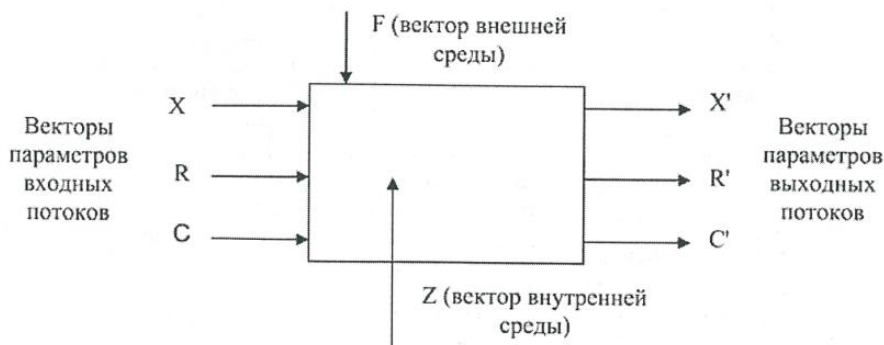 F (вектор внешней
среды)
Векторы
параметров
входных
потоков
X
R
C
X'
R'
C'
Векторы
параметров
выходных
потоков
Z (вектор внутренней
среды)